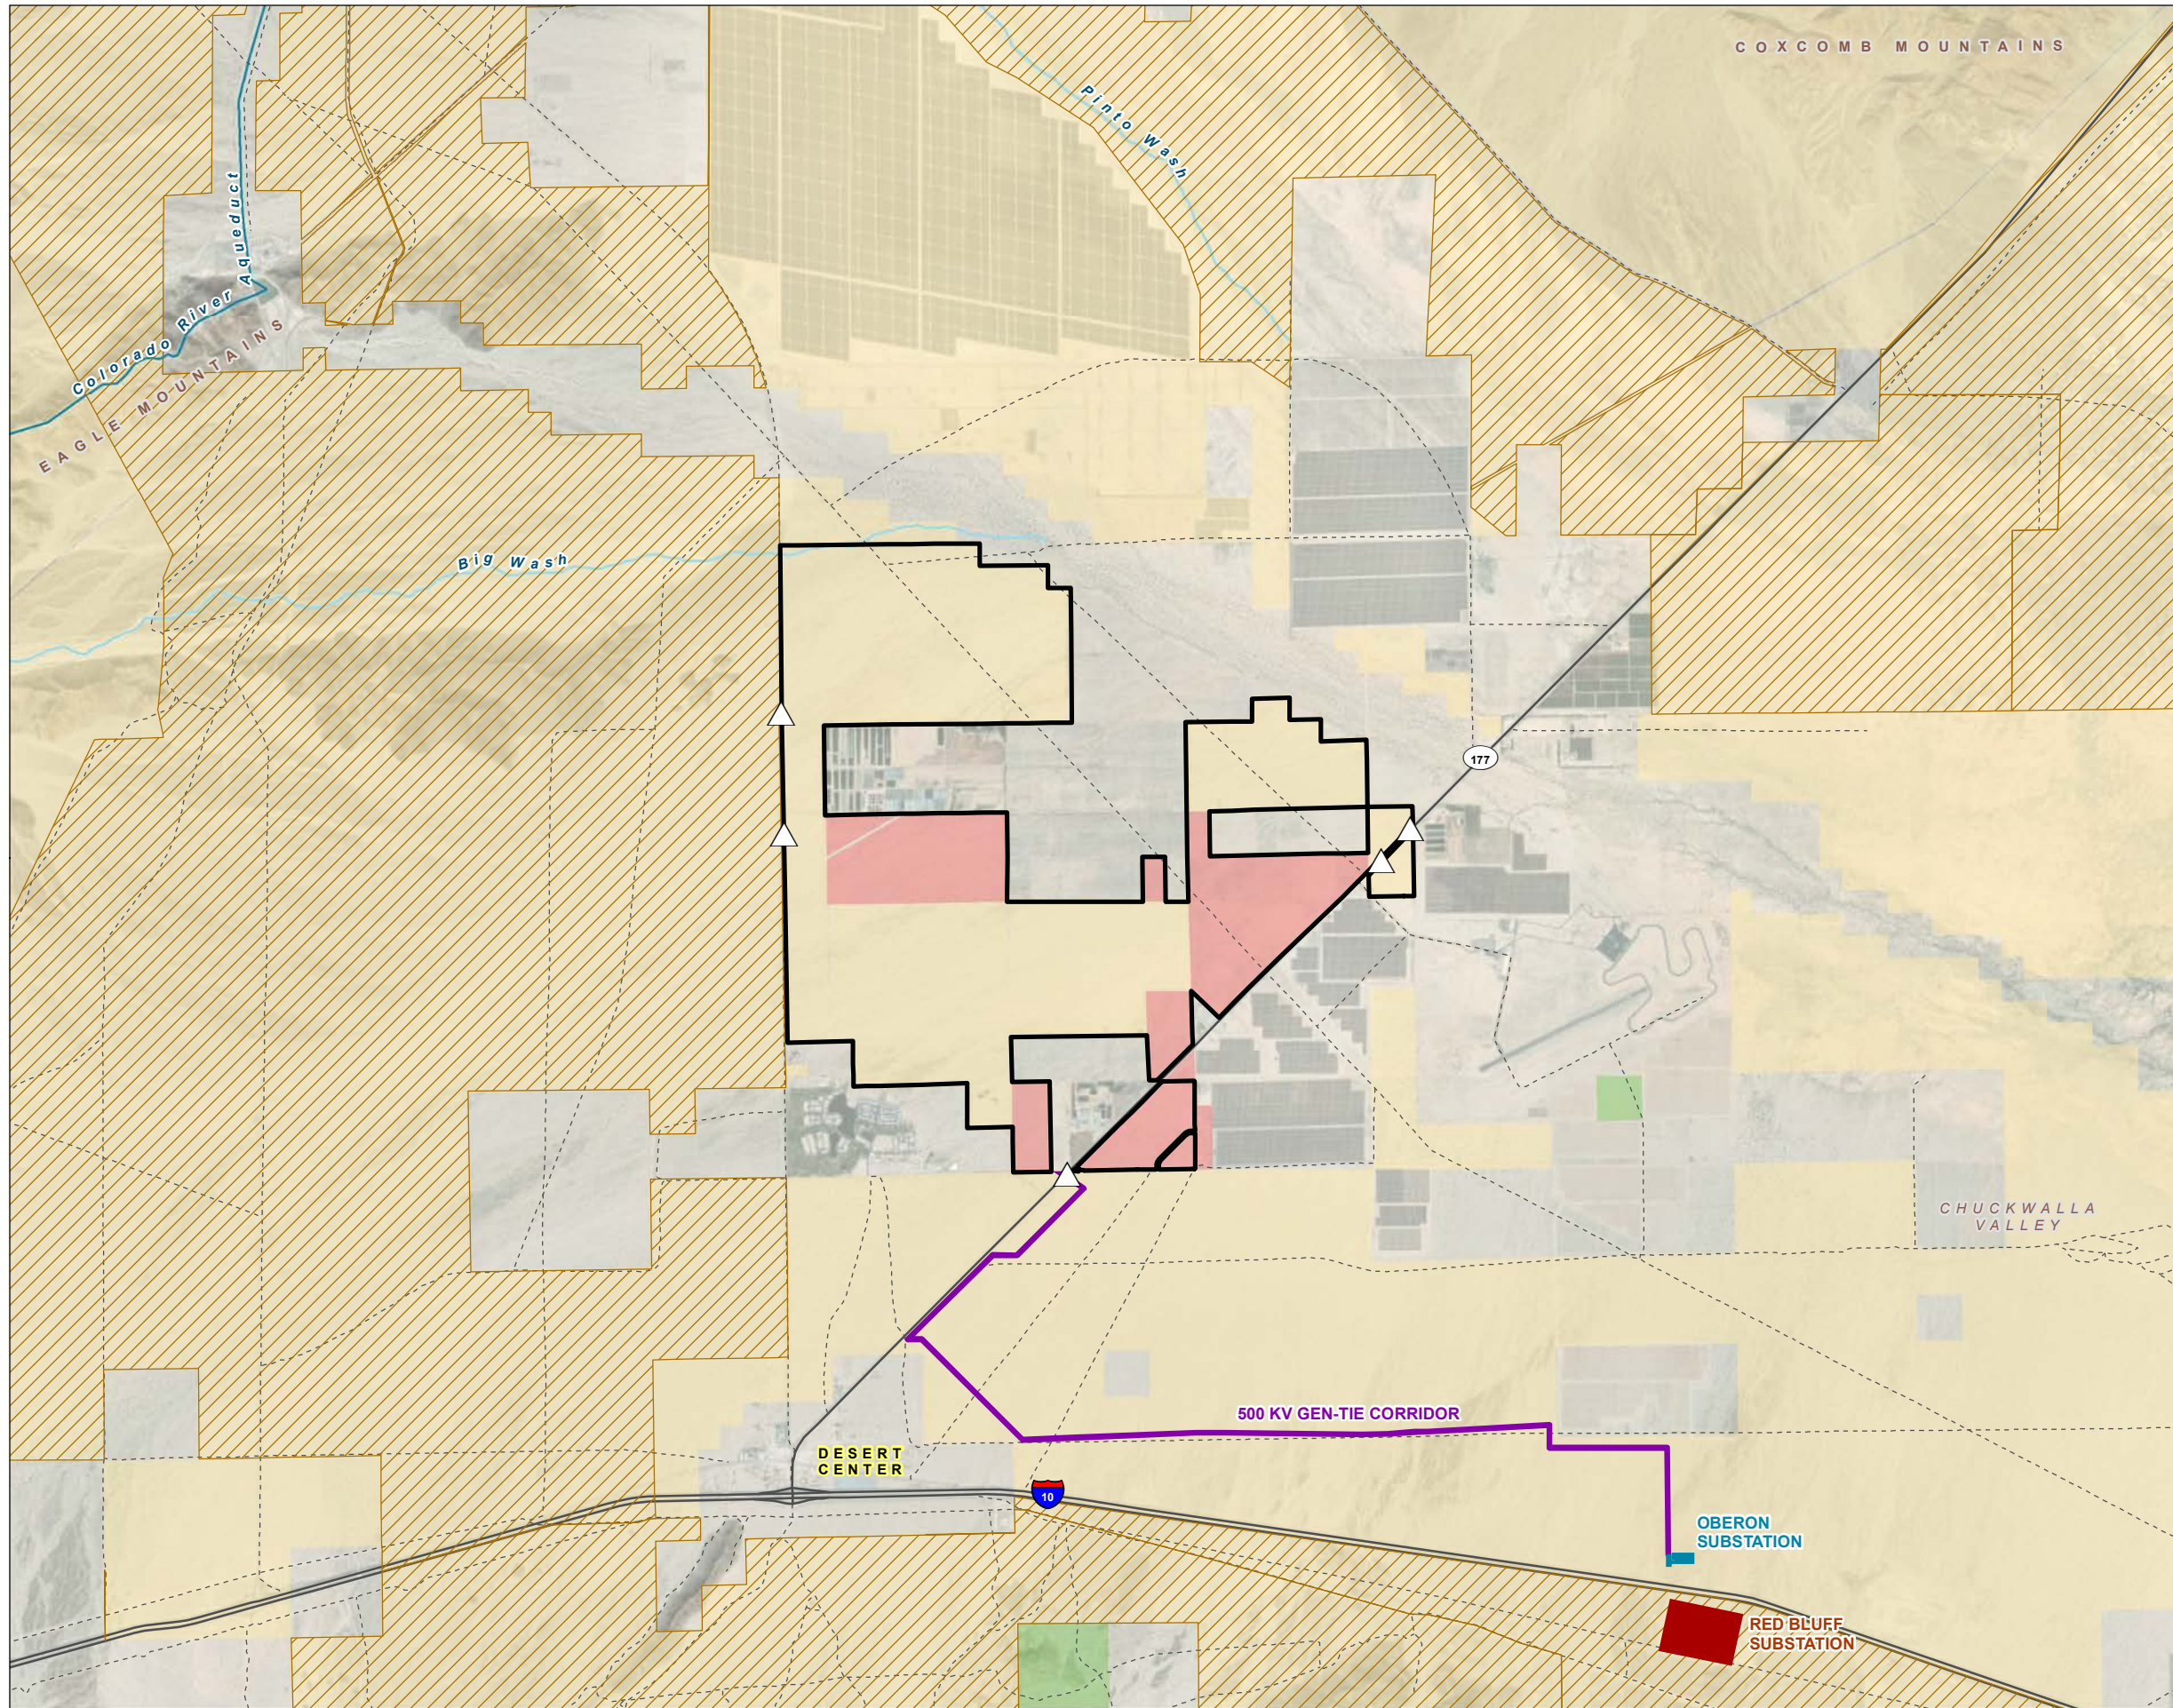 COXCOMB MOUNTAINS
Pinto Wash
Colorado River Aqueduct
EAGLE MOUNTAINS
Big Wash
177
CHUCKWALLA
VALLEY
500 KV GEN-TIE CORRIDOR
DESERT
CENTER
10
OBERON
SUBSTATION
RED BLUFF
SUBSTATION